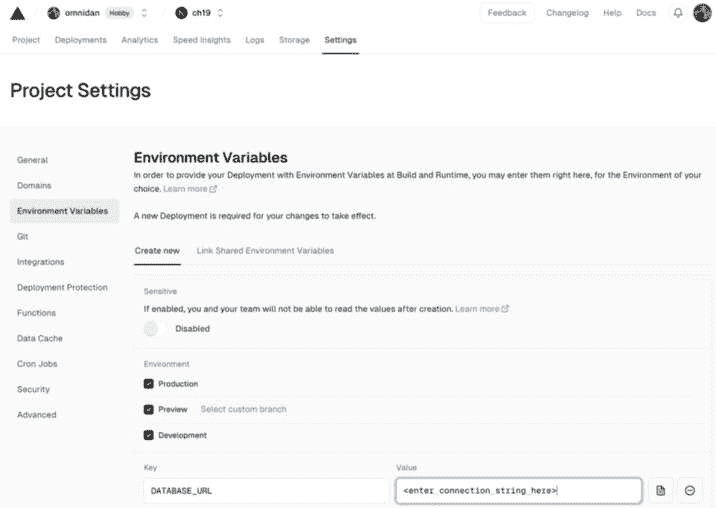 omnidan Hobby ch19 Feedback Changelog Help Docs
Project Deployments Analytics Speed Insights Logs Storage Settings
Project Settings
General
Domains
Environment Variables
Git
Integrations
Deployment Protection
Functions
Data Cache
Cron Jobs
Security
Advanced
Environment Variables
In order to provide your Deployment with Environment Variables at Build and Runtime, you may enter them right here, for the Environment of your
choice. Learn more
A new Deployment is required for your changes to take effect.
Create new Link Shared Environment Variables
Sensitive
If enabled, you and your team will not be able to read the values after creation. Learn more
Disabled
Environment
Production
Preview Select custom branch
Development
Key Value
DATABASE_URL <enter_connection_string_here>